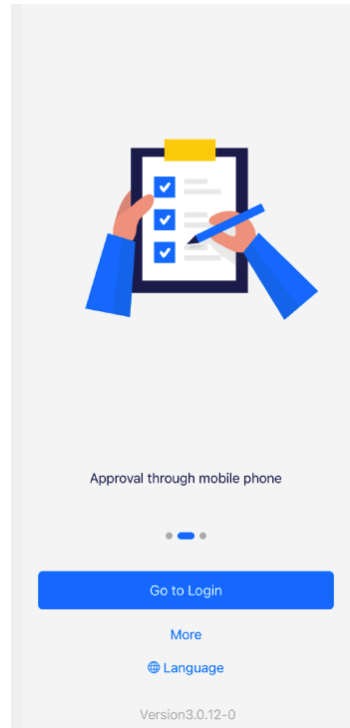 Approval through mobile phone
Go to Login
More
Language
Version3.0.12-0